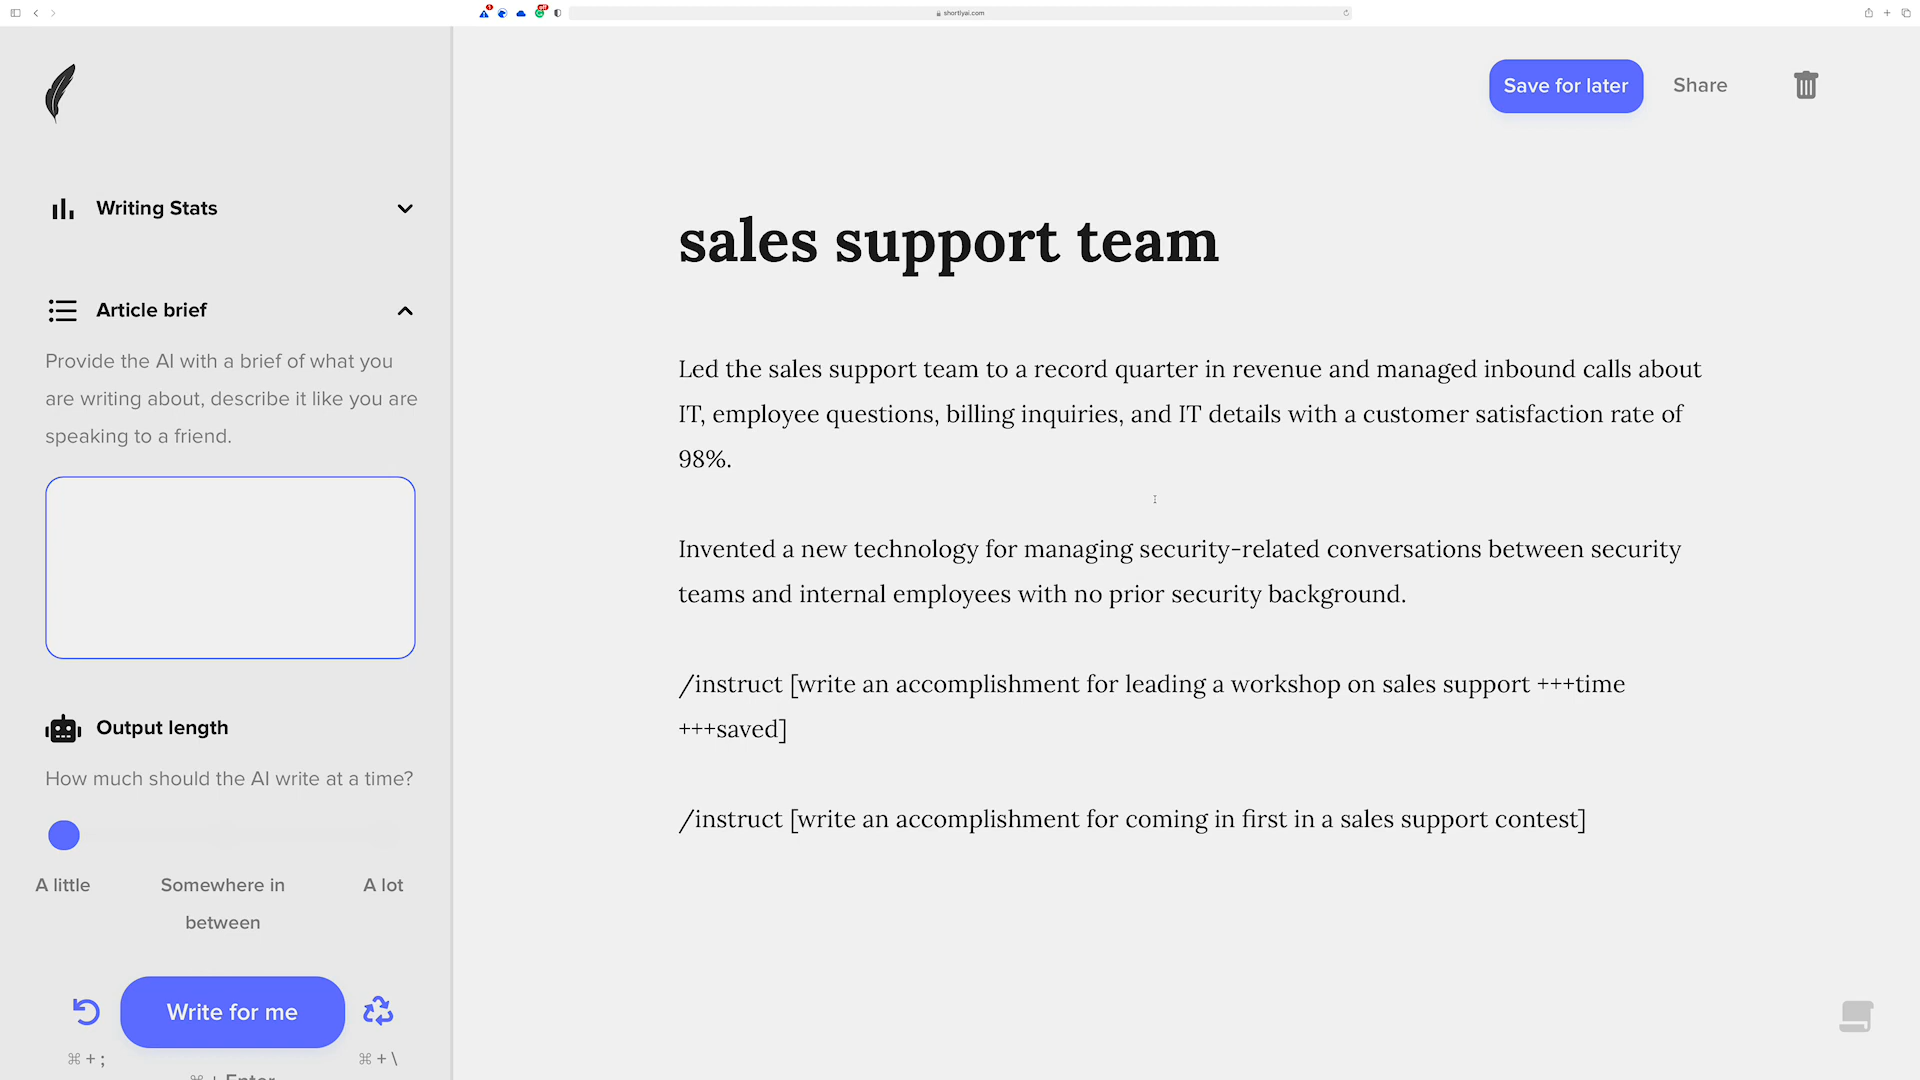 shortlyai.com
Save for later
Share
Writing Stats
Article brief
Provide the AI with a brief of what you
are writing about, describe it like you are
speaking to a friend.
Output length
How much should the AI write at a time?
A little
Somewhere in
between
A lot
Write for me
⌘ + ;
⌘ + \
⌘ + Enter
sales support team
Led the sales support team to a record quarter in revenue and managed inbound calls about
IT, employee questions, billing inquiries, and IT details with a customer satisfaction rate of
98%.
Invented a new technology for managing security-related conversations between security
teams and internal employees with no prior security background.
/instruct [write an accomplishment for leading a workshop on sales support +++time
+++saved]
/instruct [write an accomplishment for coming in first in a sales support contest]